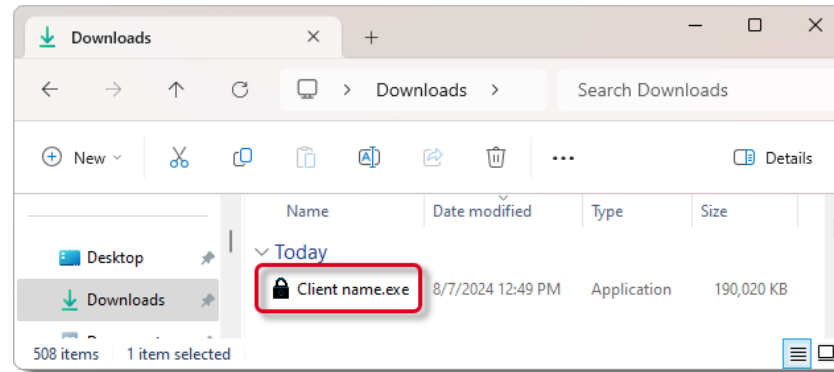 Downloads
Downloads
Search Downloads
New
Details
Name Date modified Type Size
Desktop
Today
Downloads
Client name.exe 8/7/2024 12:49 PM Application 190,020 KB
508 items 1 item selected